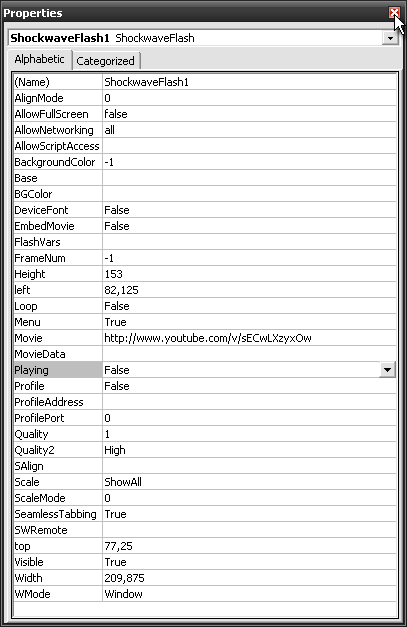 Properties
ShockwaveFlash1 ShockwaveFlash
Alphabetic Categorized
(Name) ShockwaveFlash1
AlignMode 0
AllowFullScreen false
AllowNetworking all
AllowScriptAccess
BackgroundColor -1
Base
BGColor
DeviceFont False
EmbedMovie False
FlashVars
FrameNum -1
Height 153
left 82,125
Loop False
Menu True
Movie http://www.youtube.com/v/sECwLXzyxOw
MovieData
Playing False
Profile False
ProfileAddress
ProfilePort 0
Quality 1
Quality2 High
SAlign
Scale ShowAll
ScaleMode 0
SeamlessTabbing True
SWRemote
top 77,25
Visible True
Width 209,875
WMode Window